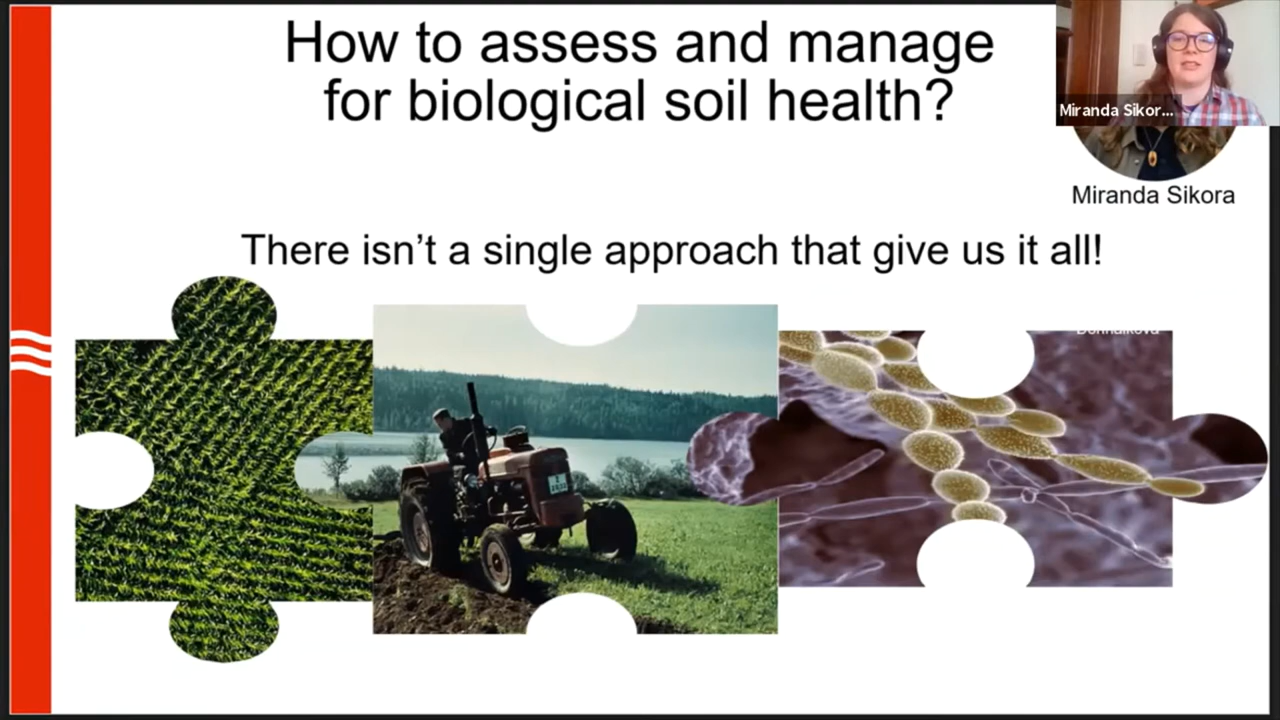 How to assess and manage
for biological soil health?
Miranda Sikor...
Miranda Sikora
There isn't a single approach that give us it all!